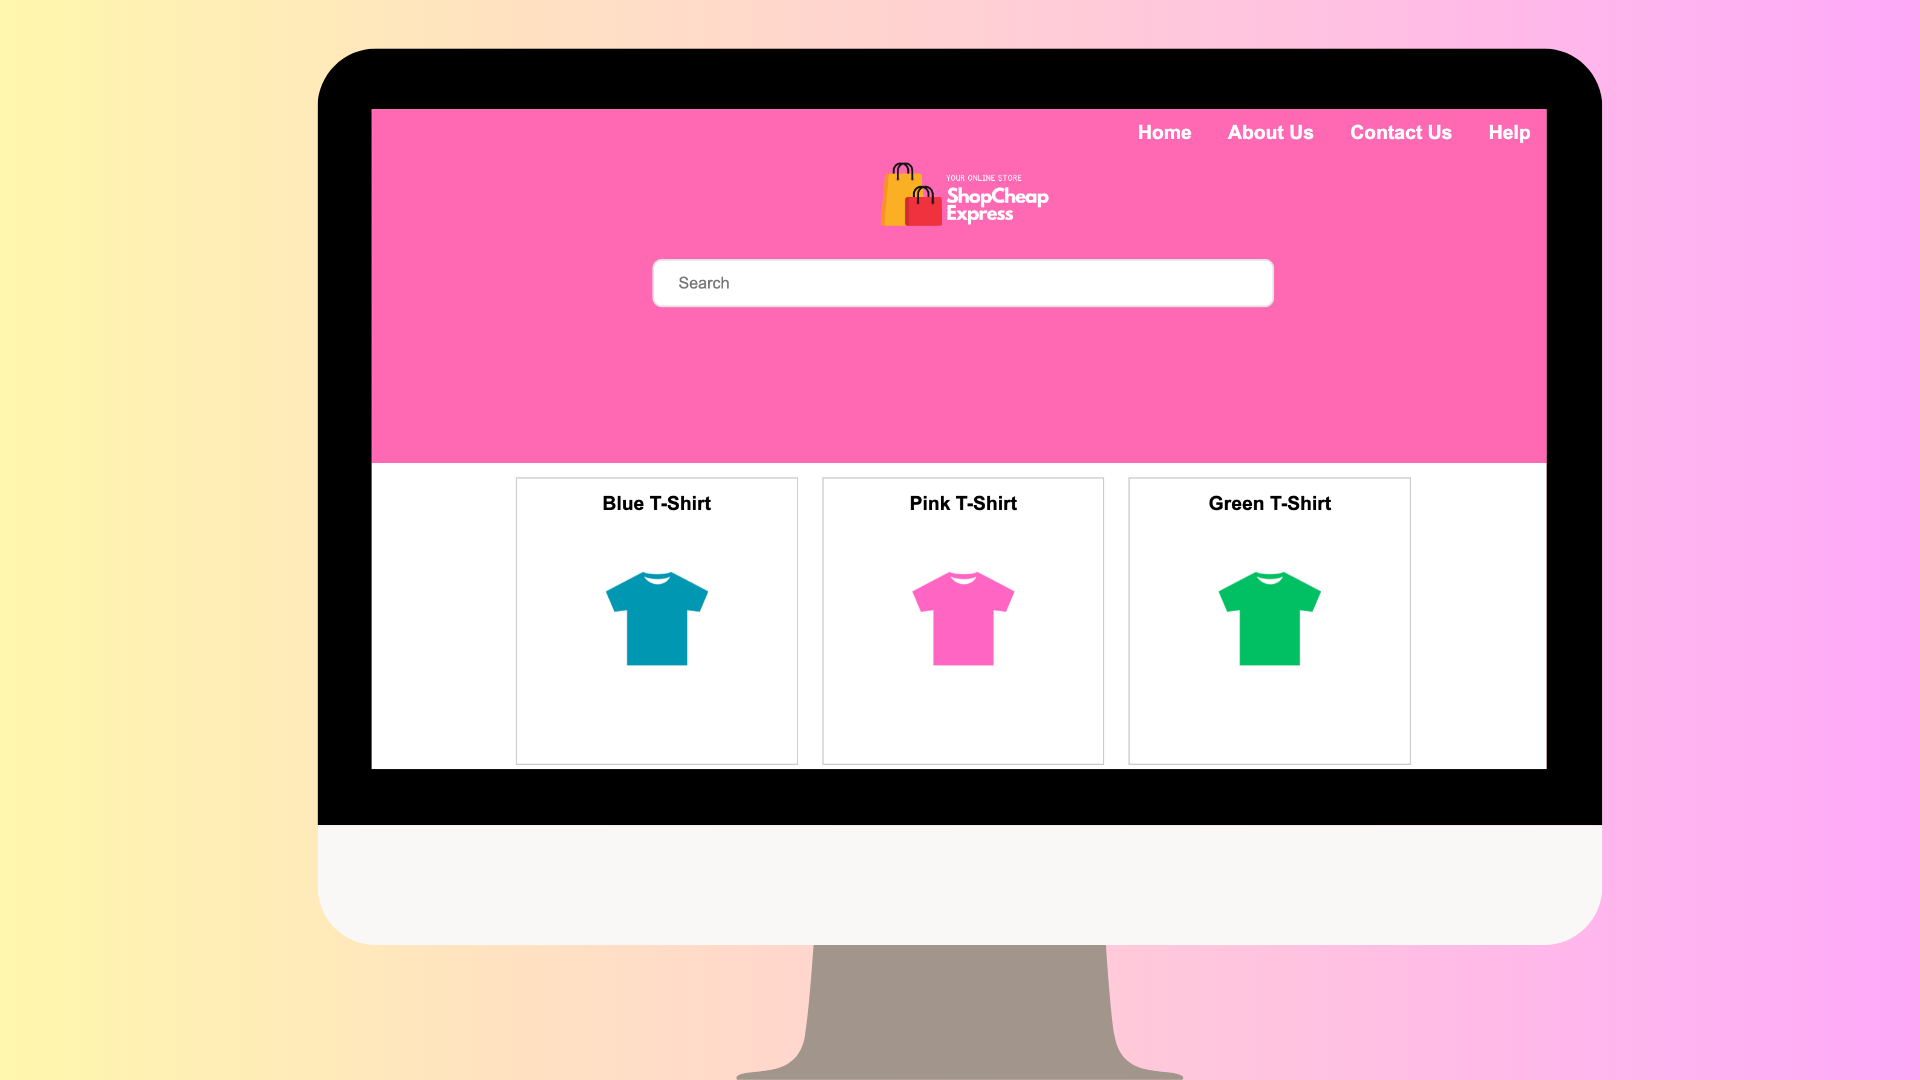 Home About Us Contact Us Help
YOUR ONLINE STORE
ShopCheap
Express
Search
Blue T-Shirt Pink T-Shirt Green T-Shirt